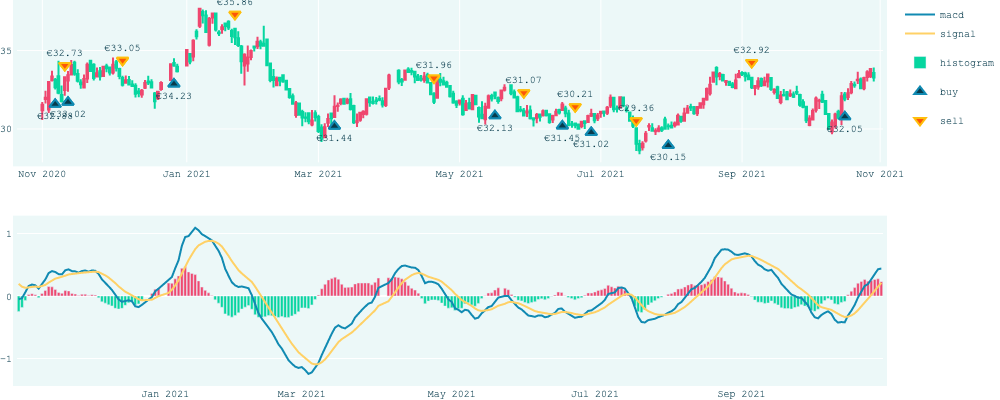 €35.86
macd
signal
histogram
buy
sell
35
30
€32.73
€33.05
€34.23
€31.44
€31.96
€32.13
€31.07
€30.21
€31.45
€31.02
€29.36
€30.15
€32.92
€32.05
Nov 2020
Jan 2021
Mar 2021
May 2021
Jul 2021
Sep 2021
Nov 2021
1
0
−1
Jan 2021
Mar 2021
May 2021
Jul 2021
Sep 2021